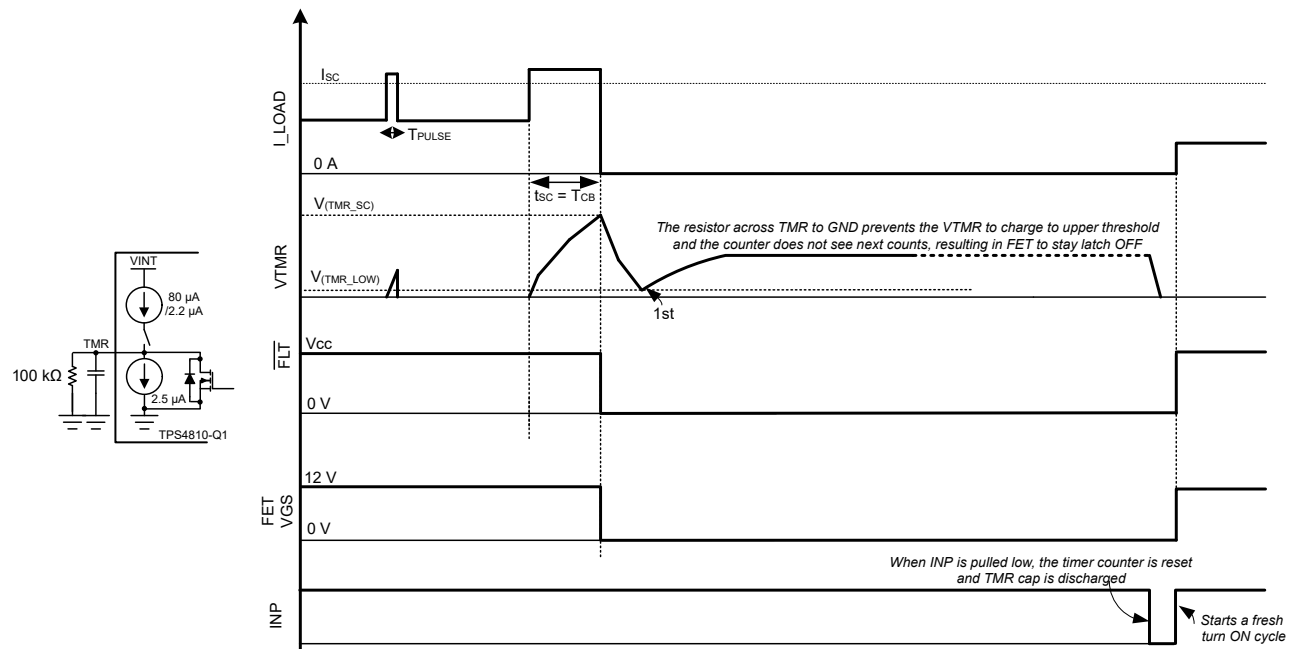 I_LOAD
ISC
TPULSE
0 A
tSC = TCB
VTMR
V(TMR_SC)
V(TMR_LOW)
The resistor across TMR to GND prevents the VTMR to charge to upper threshold
and the counter does not see next counts, resulting in FET to stay latch OFF
1st
VINT
80 µA
/2.2 µA
TMR
100 kΩ
2.5 µA
TPS4810-Q1
FLT
Vcc
0 V
FET
VGS
12 V
0 V
When INP is pulled low, the timer counter is reset
and TMR cap is discharged
INP
Starts a fresh
turn ON cycle